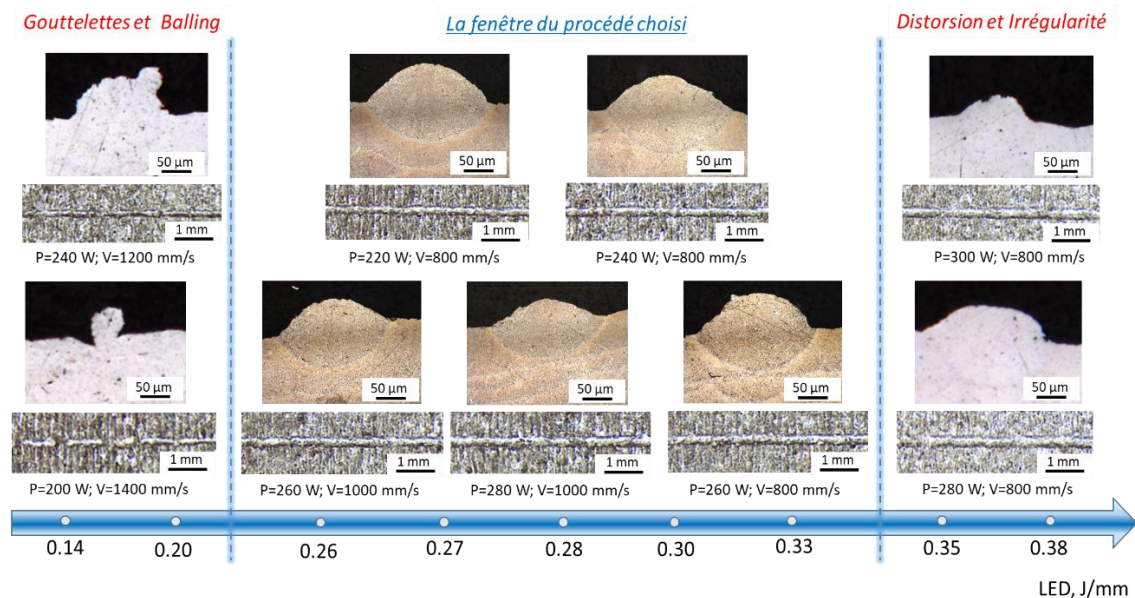 Gouttelettes et Balling
La fenêtre du procédé choisi
Distorsion et Irrégularité
50 µm
50 µm
50 µm
50 µm
1 mm
1 mm
1 mm
1 mm
P=240 W; V=1200 mm/s
P=220 W; V=800 mm/s
P=240 W; V=800 mm/s
P=300 W; V=800 mm/s
50 µm
50 µm
50 µm
50 µm
50 µm
1 mm
1 mm
1 mm
1 mm
1 mm
P=200 W; V=1400 mm/s
P=260 W; V=1000 mm/s
P=280 W; V=1000 mm/s
P=260 W; V=800 mm/s
P=280 W; V=800 mm/s
0.14
0.20
0.26
0.27
0.28
0.30
0.33
0.35
0.38
LED, J/mm